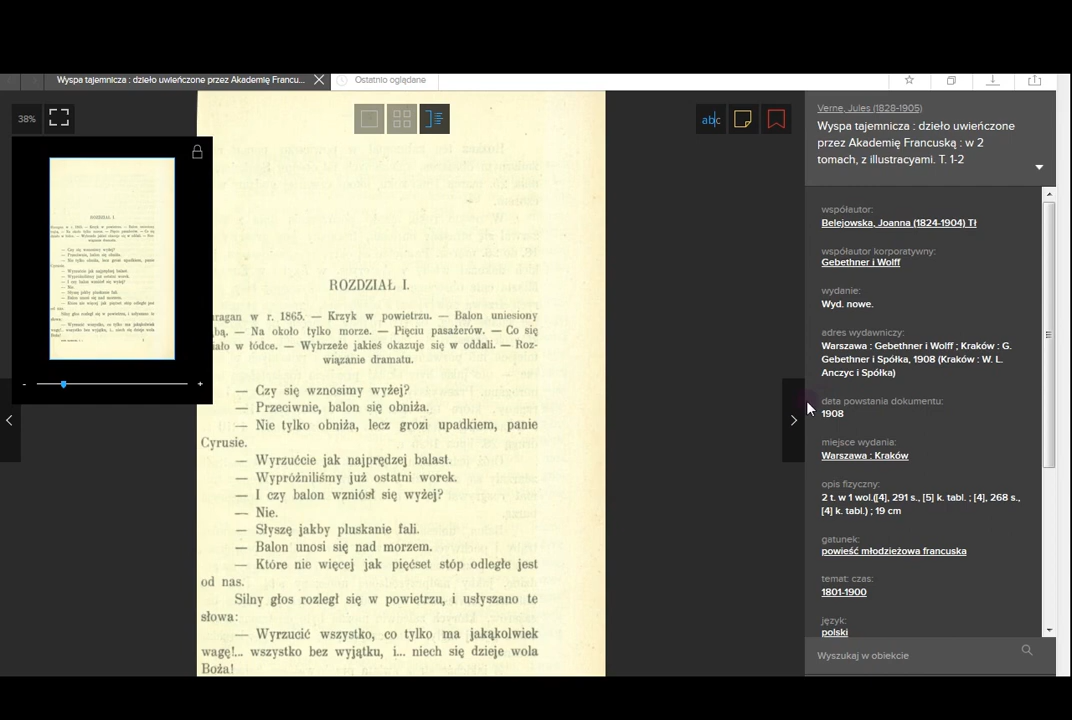 Wyspa tajemnicza : dzieło uwieńczone przez Akademię Francu...
Ostatnio oglądane
38%
abc
ROZDZIAŁ I.
aragan w r. 1865. — Krzyk w powietrzu. — Balon uniesiony
ąbą. — Na około tylko morze. — Pięciu pasażerów. — Co się
iało w łódce. — Wybrzeże jakieś okazuje się w oddali. — Roz-
wiązanie dramatu.
— Czy się wznosimy wyżej?
— Przeciwnie, balon się obniża.
— Nie tylko obniża, lecz grozi upadkiem, panie
Cyrusie.
— Wyrzućcie jak najprędzej balast.
— Wypróżniliśmy już ostatni worek.
— I czy balon wzniósł się wyżej?
— Nie.
— Słyszę jakby pluskanie fali.
— Balon unosi się nad morzem.
— Które nie więcej jak pięćset stóp odległe jest
od nas.
Silny głos rozległ się w powietrzu, i usłyszano te
słowa:
— Wyrzucić wszystko, co tylko ma jakąkolwiek
wagę!.. wszystko bez wyjątku, i... niech się dzieje wola
Boża!
Verne, Jules (1828-1905)
Wyspa tajemnicza : dzieło uwieńczone
przez Akademię Francuską : w 2
tomach, z illustracyami. T. 1-2
współautor:
Belejowska, Joanna (1824-1904) Tł
współautor korporatywny:
Gebethner i Wolff
wydanie:
Wyd. nowe.
adres wydawniczy:
Warszawa : Gebethner i Wolff ; Kraków : G.
Gebethner i Spółka, 1908 (Kraków : W. L.
Anczyc i Spółka)
data powstania dokumentu:
1908
miejsce wydania:
Warszawa : Kraków
opis fizyczny:
2 t. w 1 wol.([4], 291 s., [5] k. tabl. ; [4], 268 s.,
[4] k. tabl.) ; 19 cm
gatunek:
powieść młodzieżowa francuska
temat: czas:
1801-1900
język:
polski
Wyszukaj w obiekcie